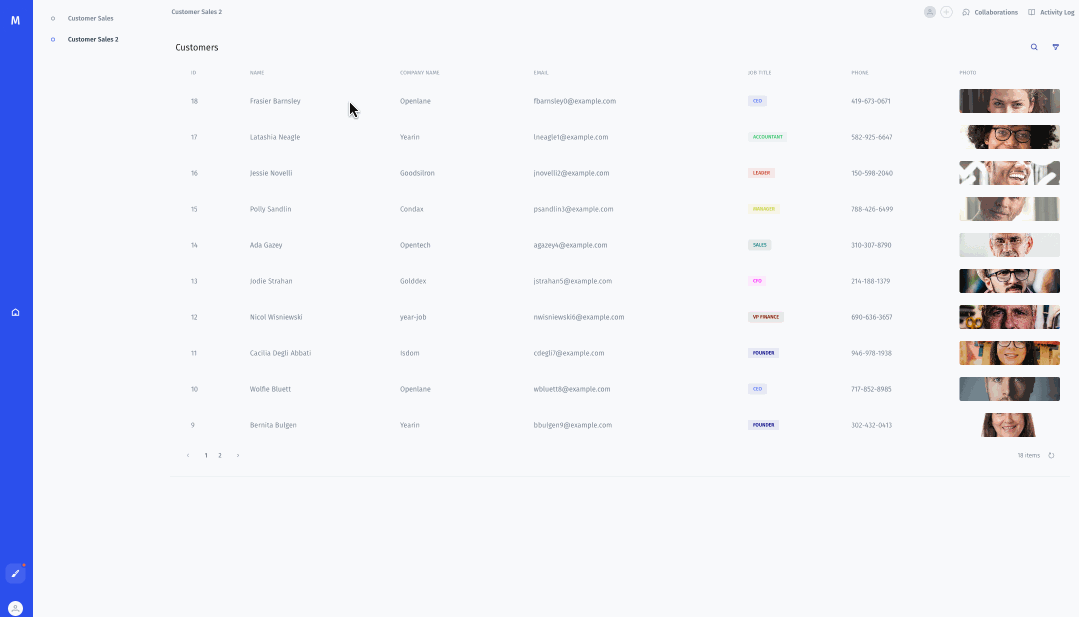 M
Customer Sales
Customer Sales 2
Customer Sales 2
Collaborations
Activity Log
Customers
ID NAME COMPANY NAME EMAIL JOB TITLE PHONE PHOTO
18 Frasier Barnsley Openlane fbarnsley0@example.com CEO 419-673-0671
17 Latashia Neagle Yearin lneagle1@example.com ACCOUNTANT 582-925-6647
16 Jessie Novelli Goodsilron jnovelli2@example.com LEADER 150-598-2040
15 Polly Sandlin Condax psandlin3@example.com MANAGER 788-426-6499
14 Ada Gazey Opentech agazey4@example.com SALES 310-307-8790
13 Jodie Strahan Golddex jstrahan5@example.com CFO 214-188-1379
12 Nicol Wisniewski year-job nwisniewski6@example.com VP FINANCE 690-636-3657
11 Cacilia Degli Abbati Isdom cdegli7@example.com FOUNDER 946-978-1938
10 Wolfie Bluett Openlane wbluett8@example.com CEO 717-852-8985
9 Bernita Bulgen Yearin bbulgen9@example.com FOUNDER 302-432-0413
1 2
18 items